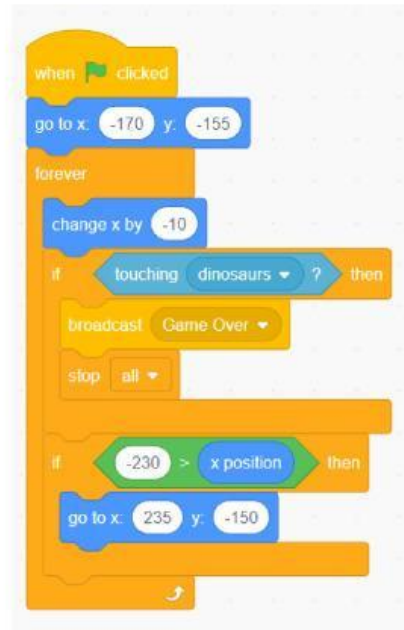 when clicked
go to x: -170 y: -155
forever
change x by -10
if touching dinosaurs ? then
broadcast Game Over
stop all
if -230 > x position then
go to x: 235 y: -150